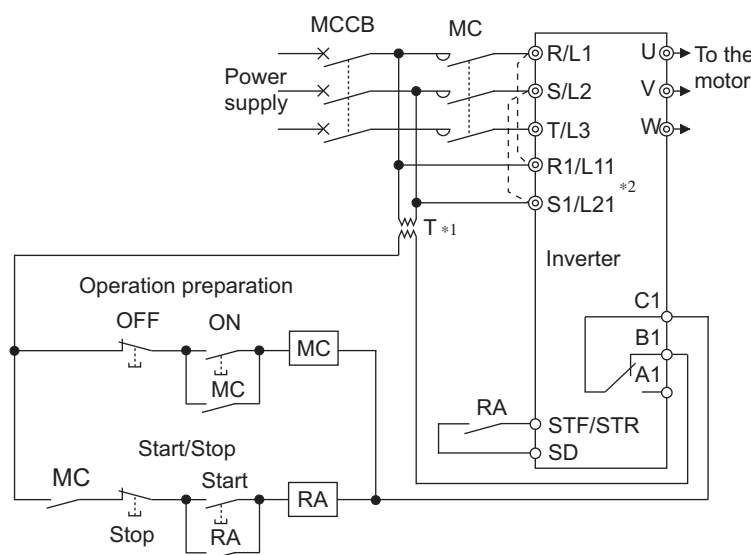 MCCB
MC
R/L1
U
To the
motor
Power
supply
S/L2
V
T/L3
W
R1/L11
S1/L21 *2
T *1
Inverter
Operation preparation
OFF
ON
MC
MC
C1
B1
A1
RA
STF/STR
SD
Start/Stop
MC
Start
RA
Stop
RA